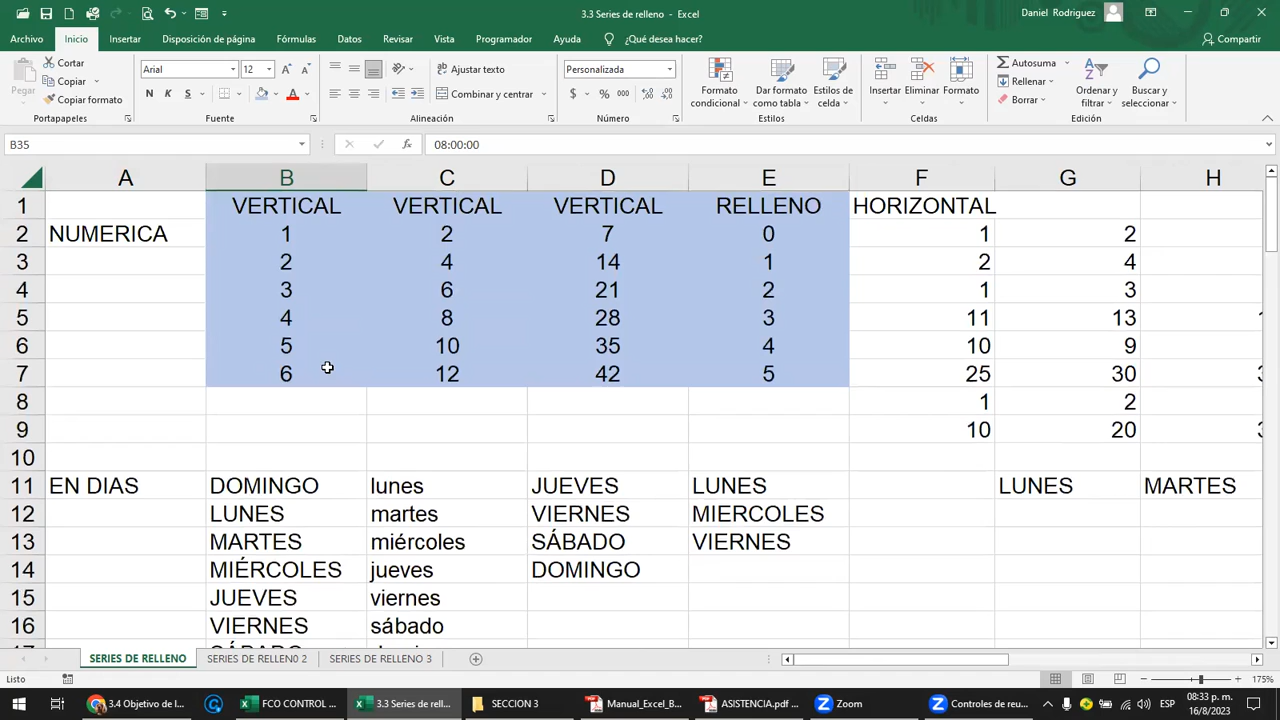 3.3 Series de relleno - Excel
Daniel Rodriguez
Archivo Inicio Insertar Disposición de página Fórmulas Datos Revisar Vista Programador Ayuda ¿Qué desea hacer? Compartir
Pegar Cortar
Copiar
Copiar formato
Arial 12
N K S A
Ajustar texto
Combinar y centrar
Personalizada
$ % 000
Formato condicional
Dar formato como tabla
Estilos de celda
Insertar Eliminar Formato
Autosuma
Rellenar
Borrar
Ordenar y filtrar
Buscar y seleccionar
Portapapeles Fuente Alineación Número Estilos Celdas Edición
B35 fx 08:00:00
A B C D E F G H
1 VERTICAL VERTICAL VERTICAL RELLENO HORIZONTAL
2 NUMERICA 1 2 7 0 1 2
3 2 4 14 1 2 4
4 3 6 21 2 1 3
5 4 8 28 3 11 13
6 5 10 35 4 10 9
7 6 12 42 5 25 30
8 1 2
9 10 20
10
11 EN DIAS DOMINGO lunes JUEVES LUNES LUNES MARTES
12 LUNES martes VIERNES MIERCOLES
13 MARTES miércoles SÁBADO VIERNES
14 MIÉRCOLES jueves DOMINGO
15 JUEVES viernes
16 VIERNES sábado
SERIES DE RELLENO SERIES DE RELLEN0 2 SERIES DE RELLENO 3
Listo 175%
3.4 Objetivo de l... FCO CONTROL ... 3.3 Series de rell... SECCION 3 Manual_Excel_B... ASISTENCIA.pdf ... Zoom Controles de reu... ESP 08:33 p. m.
16/8/2023